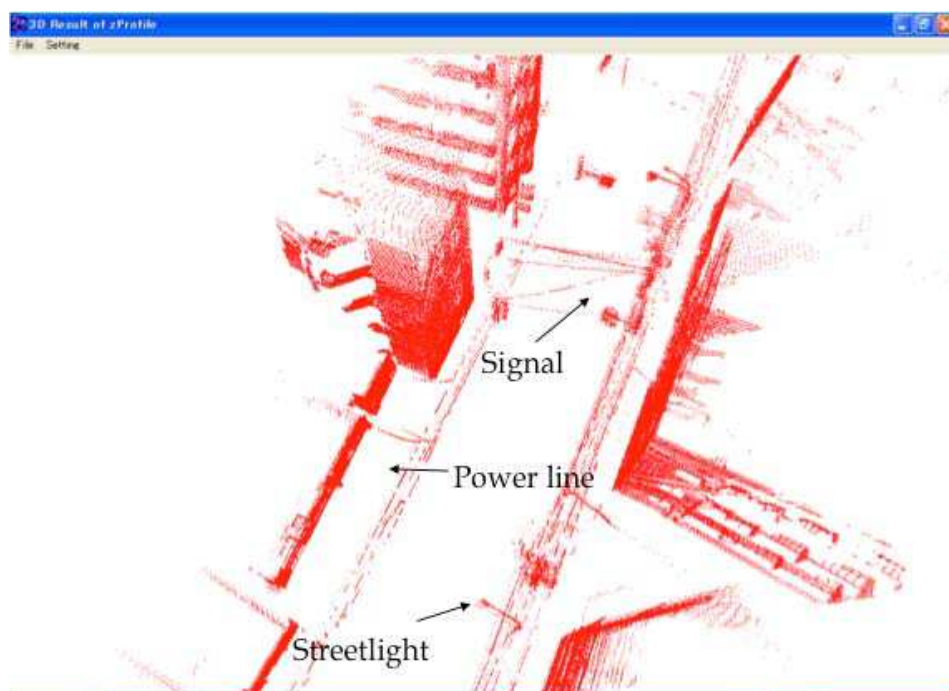 3D Result of zProfile
File Setting
Signal
Power line
Streetlight